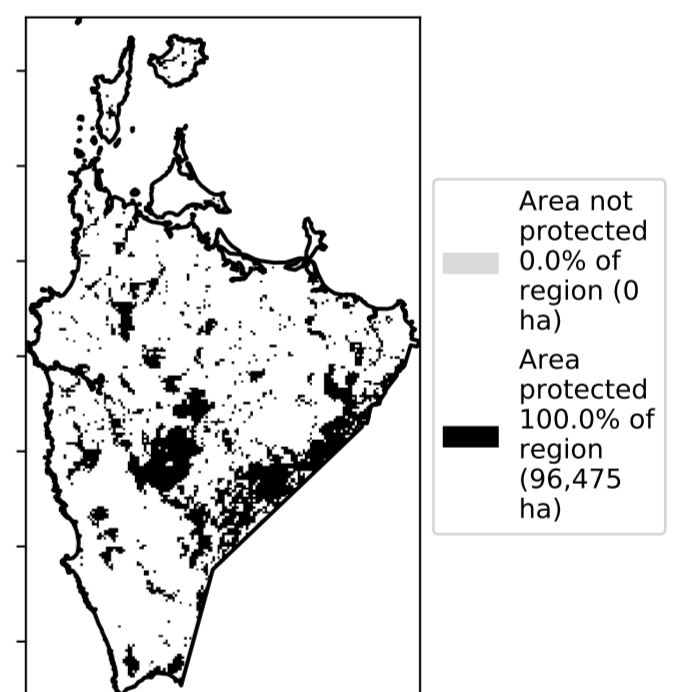 Area not
protected
0.0% of
region (0
ha)
Area
protected
100.0% of
region
(96,475
ha)